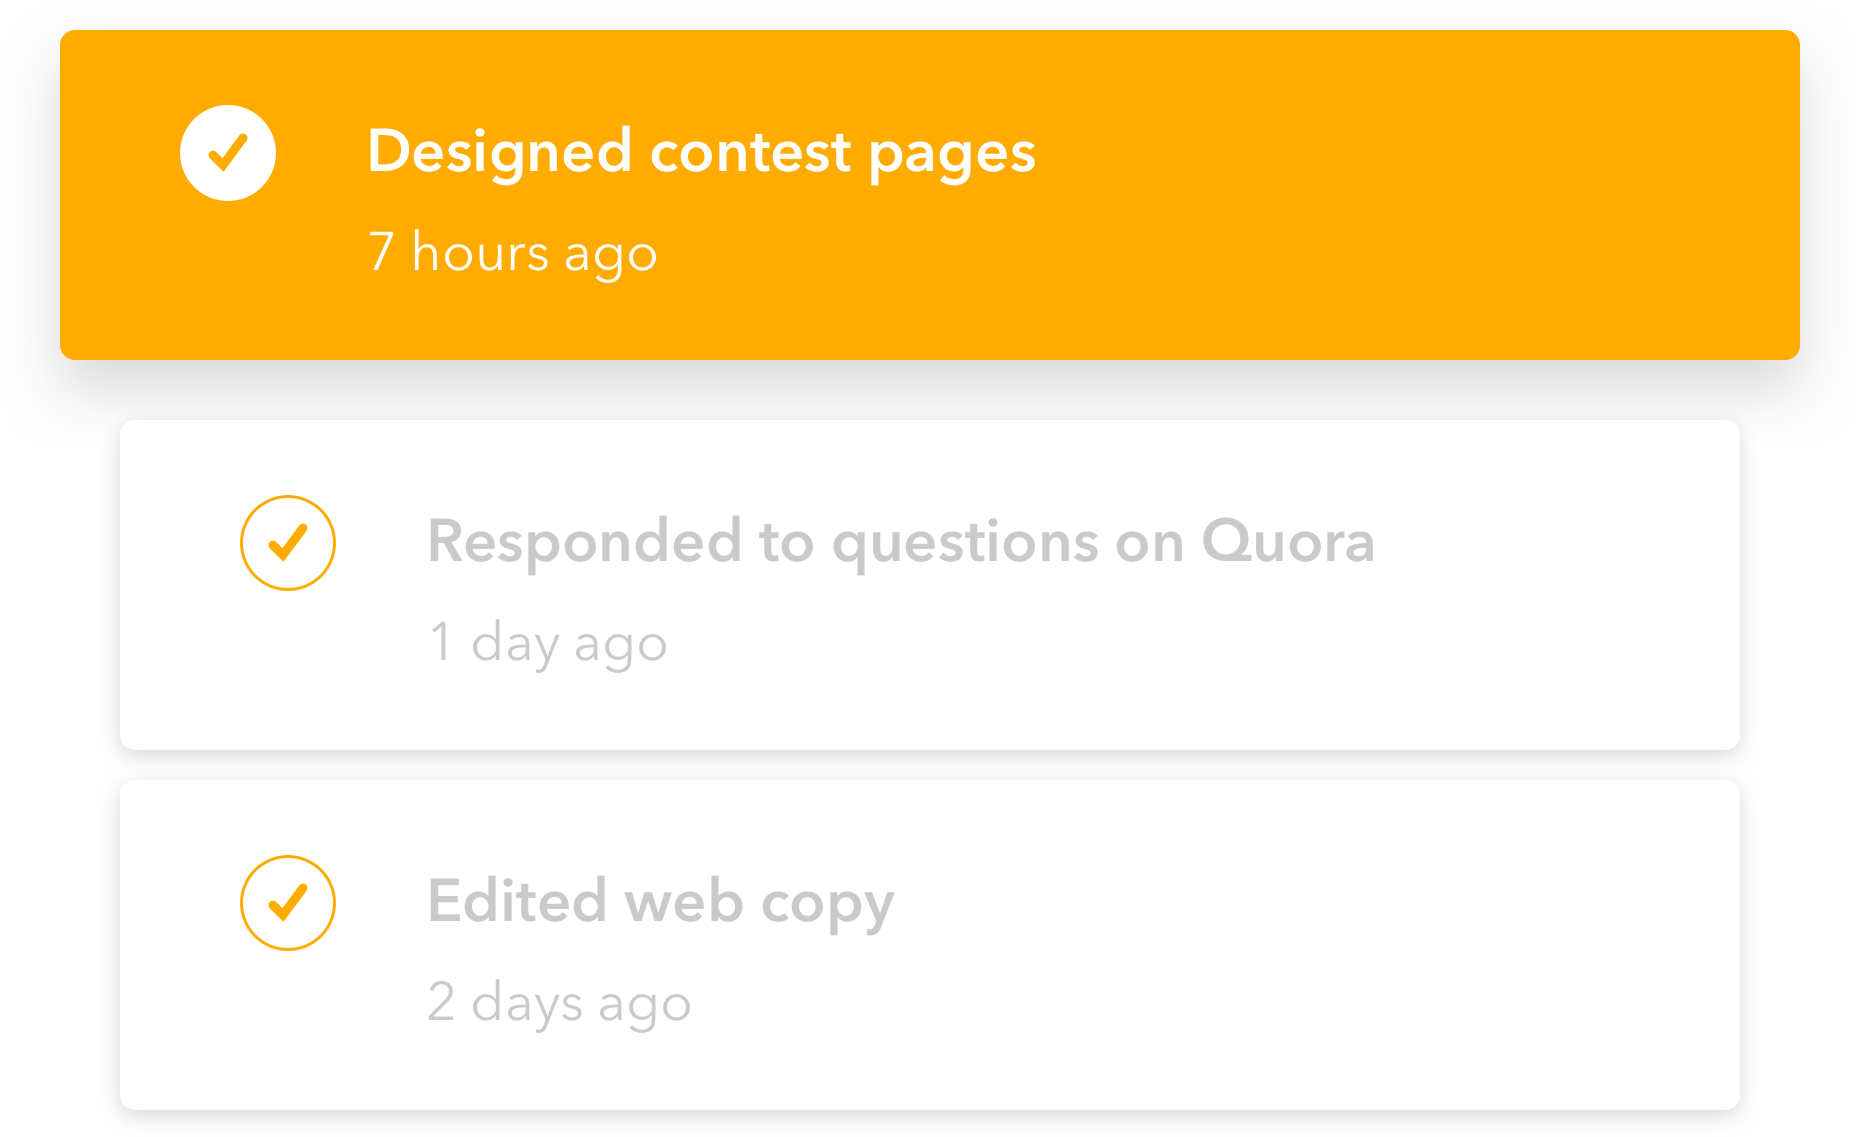 Designed contest pages
7 hours ago
Responded to questions on Quora
1 day ago
Edited web copy
2 days ago